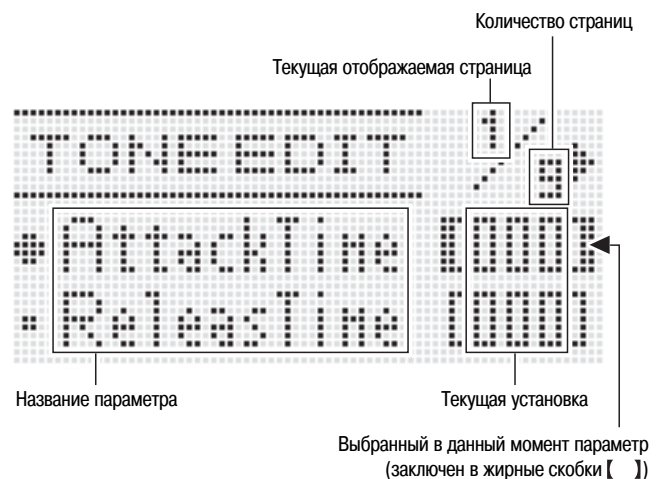 Количество страниц
Текущая отображаемая страница
TONE EDIT 1/9
AttackTime【000】
ReleasTime [000]
Название параметра
Текущая установка
Выбранный в данный момент параметр
(заключен в жирные скобки【 】)